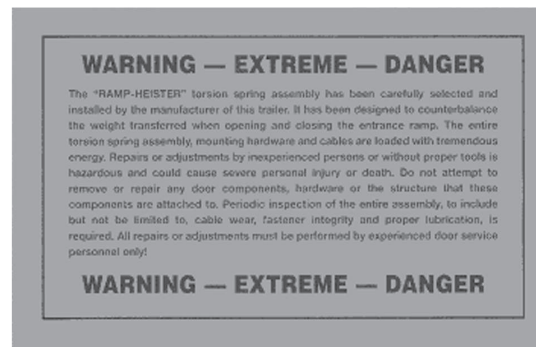 WARNING — EXTREME — DANGER
The “RAMP-HEISTER” torsion spring assembly has been carefully selected and
installed by the manufacturer of this trailer. It has been designed to counterbalance
the weight transferred when opening and closing the entrance ramp. The entire
torsion spring assembly, mounting hardware and cables are loaded with tremendous
energy. Repairs or adjustments by inexperienced persons or without proper tools is
hazardous and could cause severe personal injury or death. Do not attempt to
remove or repair any door components, hardware or the structure that these
components are attached to. Periodic inspection of the entire assembly, to include
but not be limited to, cable wear, fastener integrity and proper lubrication, is
required. All repairs or adjustments must be performed by experienced door service
personnel only!
WARNING — EXTREME — DANGER